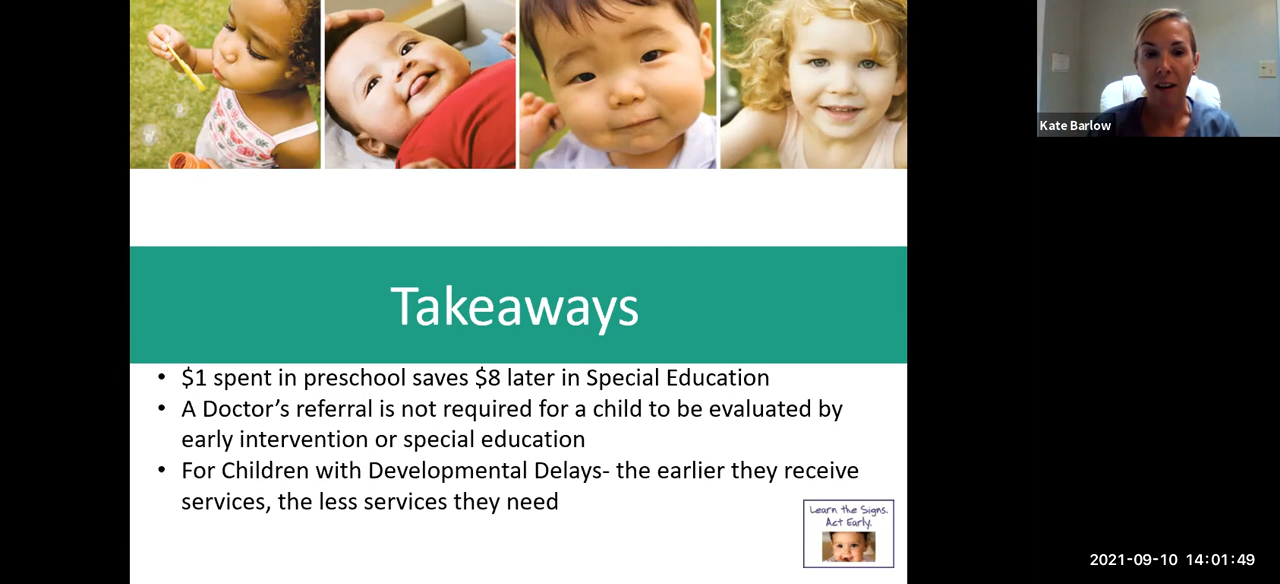 Kate Barlow
Takeaways
• $1 spent in preschool saves $8 later in Special Education
• A Doctor’s referral is not required for a child to be evaluated by
early intervention or special education
• For Children with Developmental Delays- the earlier they receive
services, the less services they need
Learn the Signs.
Act Early.
2021-09-10 14:01:49